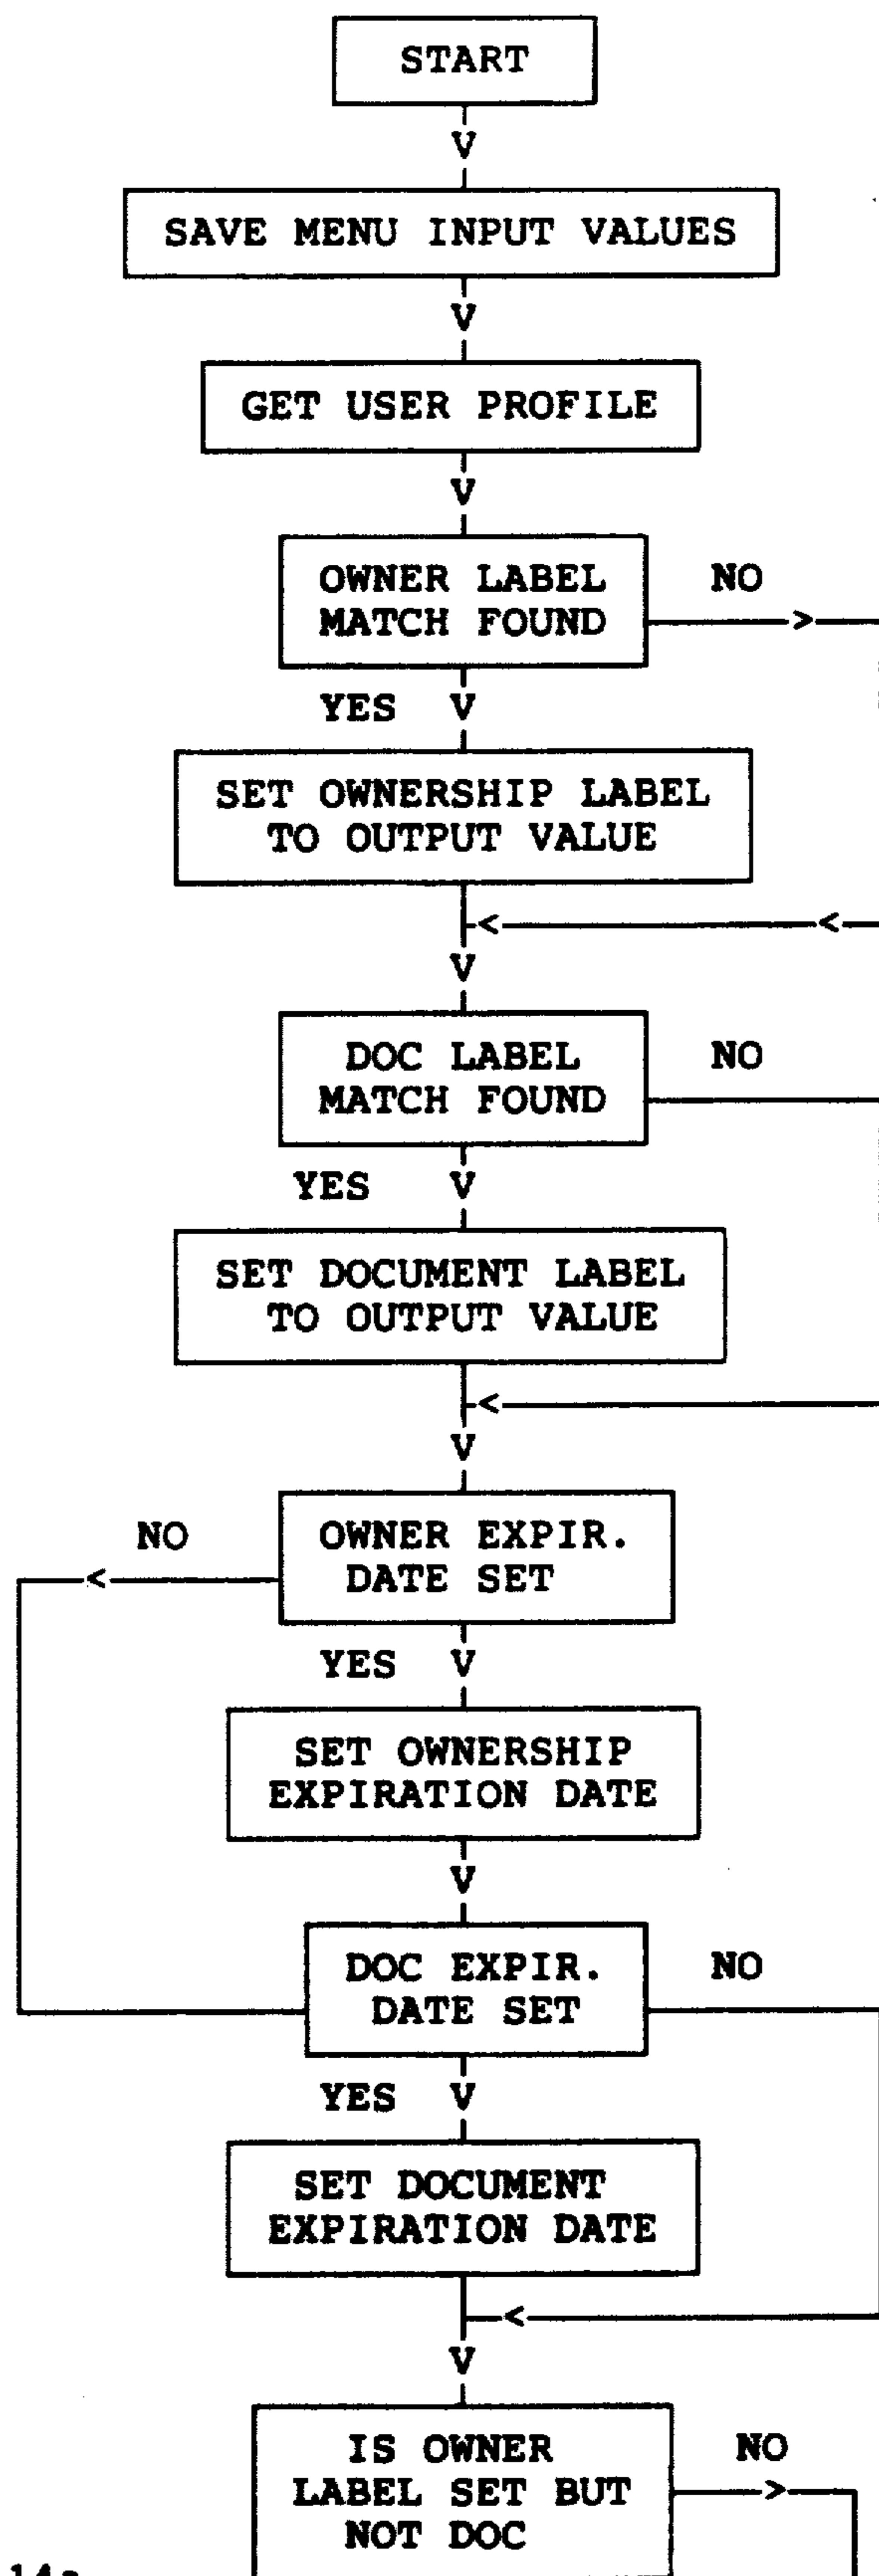 START
V
SAVE MENU INPUT VALUES
V
GET USER PROFILE
V
OWNER LABEL
MATCH FOUND
NO
>
YES V
SET OWNERSHIP LABEL
TO OUTPUT VALUE
< <
V
DOC LABEL
MATCH FOUND
NO
YES V
SET DOCUMENT LABEL
TO OUTPUT VALUE
<
V
NO
<
OWNER EXPIR.
DATE SET
YES V
SET OWNERSHIP
EXPIRATION DATE
V
DOC EXPIR.
DATE SET
NO
YES V
SET DOCUMENT
EXPIRATION DATE
<
V
IS OWNER
LABEL SET BUT
NOT DOC
NO
>